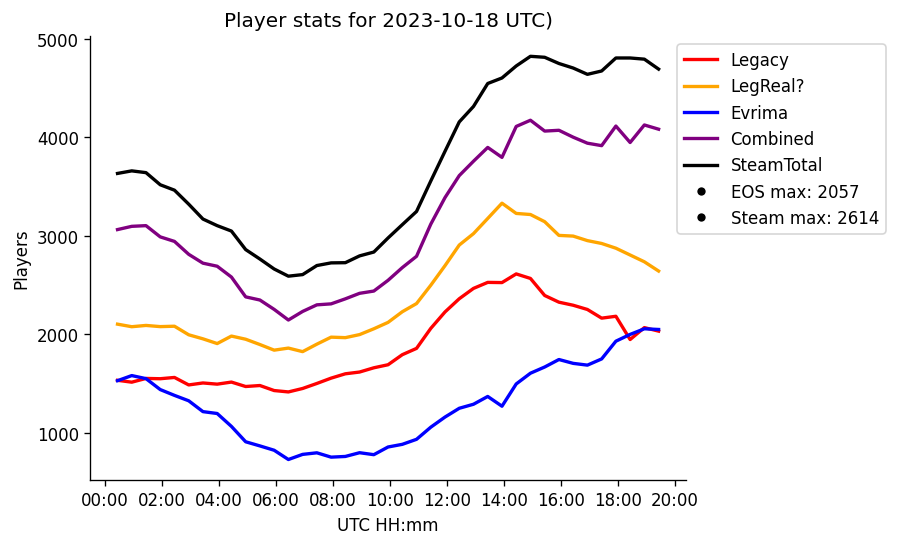 Player stats for 2023-10-18 UTC)
5000
4000
3000
2000
1000
Players
00:00 02:00 04:00 06:00 08:00 10:00 12:00 14:00 16:00 18:00 20:00
UTC HH:mm
Legacy
LegReal?
Evrima
Combined
SteamTotal
EOS max: 2057
Steam max: 2614